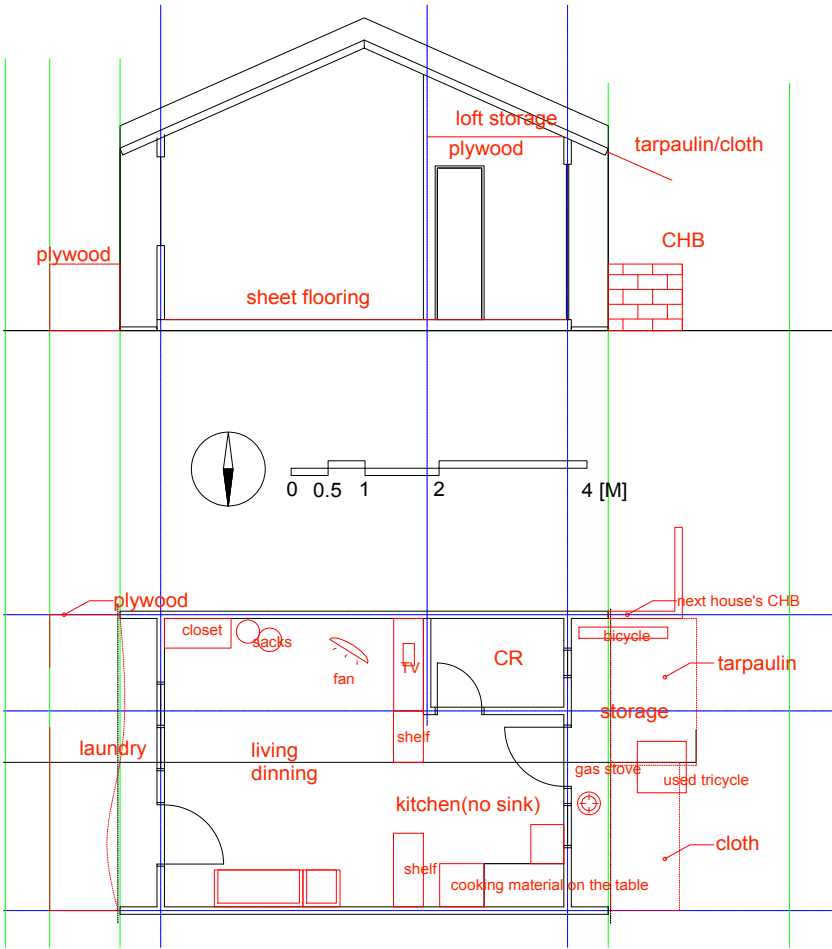 loft storage
plywood
tarpaulin/cloth
plywood
CHB
sheet flooring
0 0.5 1 2 4 [M]
plywood
next house's CHB
closet
sacks
bicycle
fan
TV
CR
tarpaulin
storage
laundry
living
dinning
shelf
gas stove
used tricycle
kitchen(no sink)
cloth
shelf
cooking material on the table